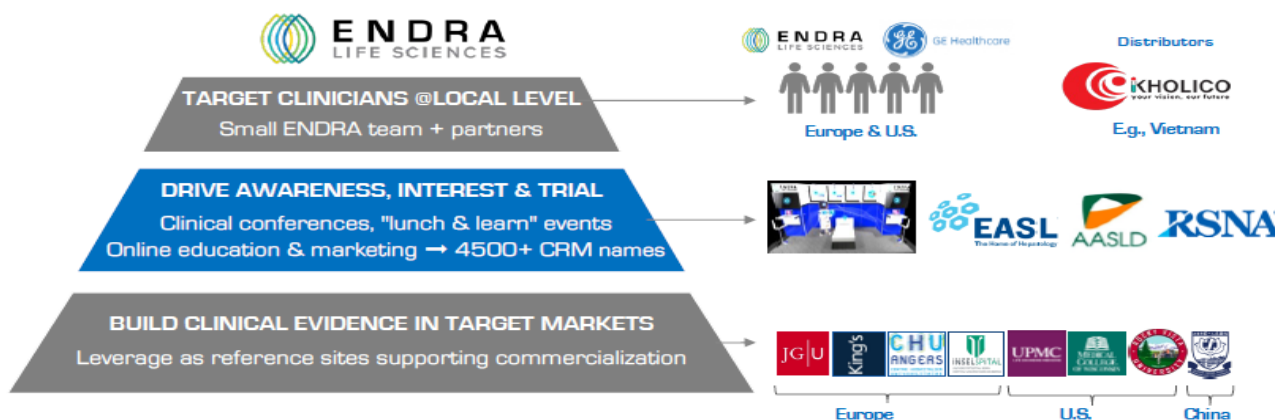 ENDRA
LIFE SCIENCES
TARGET CLINICIANS @LOCAL LEVEL
Small ENDRA team + partners
ENDRA
LIFE SCIENCES
GE Healthcare
Europe & U.S.
Distributors
KHOLICO
your vision, our future
E.g., Vietnam
DRIVE AWARENESS, INTEREST & TRIAL
Clinical conferences, "lunch & learn" events
Online education & marketing → 4500+ CRM names
EASL
The Home of Hepatology
AASLD
RSNA
BUILD CLINICAL EVIDENCE IN TARGET MARKETS
Leverage as reference sites supporting commercialization
JG|U
King's
CHU
ANGERS
INSELSPITAL
UPMC
MEDICAL
COLLEGE
OF WISCONSIN
ROCKY VISTA
UNIVERSITY
Europe
U.S.
China